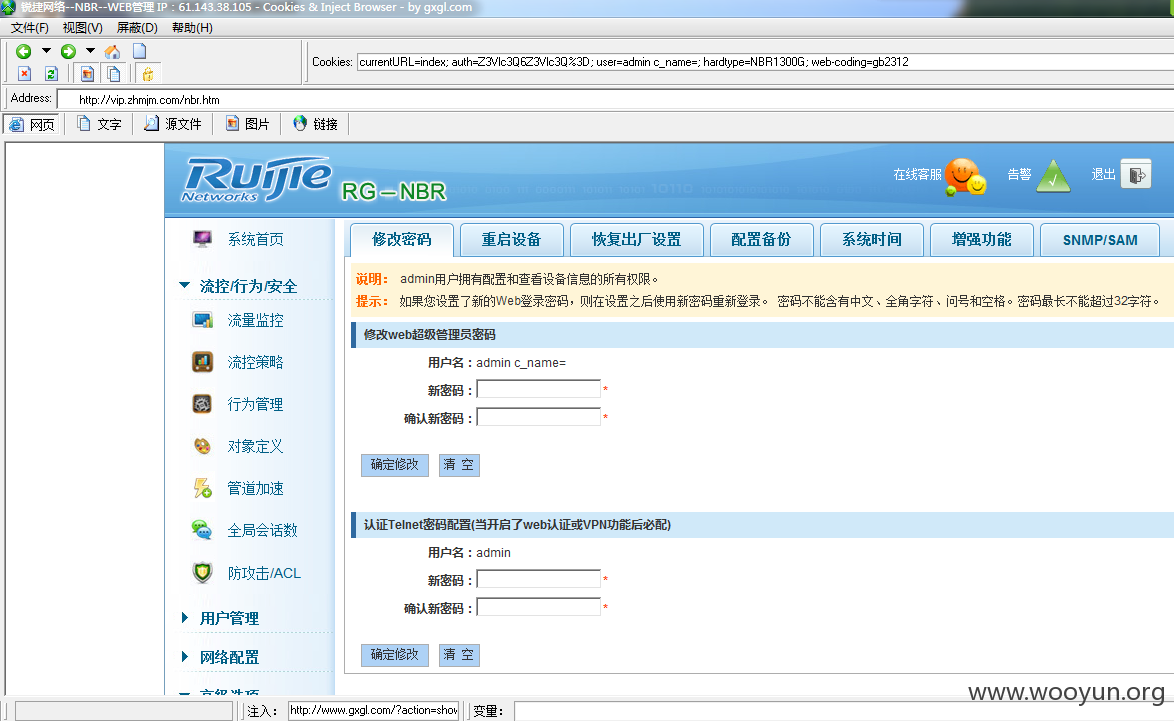 锐捷网络--NBR--WEB管理 IP：61.143.38.105 - Cookies & Inject Browser - by gxgl.com
文件(F) 视图(V) 屏蔽(D) 帮助(H)
Cookies: currentURL=index; auth=Z3Vlc3Q6Z3Vlc3Q%3D; user=admin c_name=; hardtype=NBR1300G; web-coding=gb2312
Address: http://vip.zhmjm.com/nbr.htm
网页 文字 源文件 图片 链接
Ruijie Networks RG-NBR
在线客服 告警 退出
系统首页
流控/行为/安全
流量监控
流控策略
行为管理
对象定义
管道加速
全局会话数
防攻击/ACL
用户管理
网络配置
高级选项
修改密码 重启设备 恢复出厂设置 配置备份 系统时间 增强功能 SNMP/SAM
说明： admin用户拥有配置和查看设备信息的所有权限。
提示： 如果您设置了新的Web登录密码，则在设置之后使用新密码重新登录。 密码不能含有中文、全角字符、问号和空格。密码最长不能超过32字符。
修改web超级管理员密码
用户名：admin c_name=
新密码： *
确认新密码： *
确定修改 清 空
认证Telnet密码配置(当开启了web认证或VPN功能后必配)
用户名：admin
新密码： *
确认新密码： *
确定修改 清 空
www.wooyun.org
注入： http://www.gxgl.com/?action=show 变量：